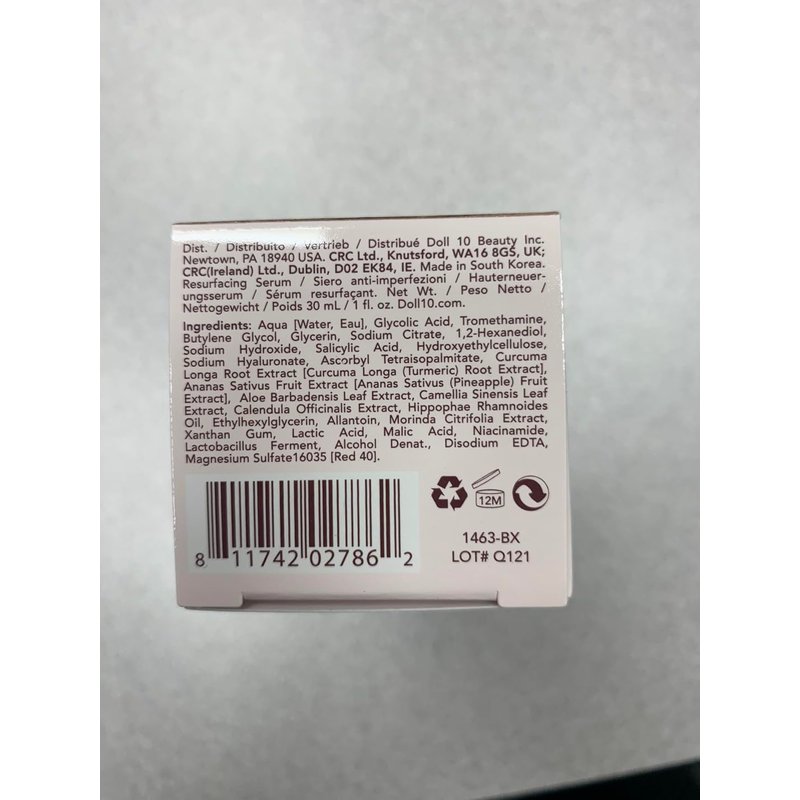 Dist. / Distribuito / Vertrieb / Distribué Doll 10 Beauty Inc.
Newtown, PA 18940 USA. CRC Ltd., Knutsford, WA16 8GS, UK;
CRC(Ireland) Ltd., Dublin, D02 EK84, IE. Made in South Korea.
Resurfacing Serum / Siero anti-imperfezioni / Hauterneuer-
ungsserum / Sérum resurfaçant. Net Wt. / Peso Netto /
Nettogewicht / Poids 30 mL / 1 fl. oz. Doll10.com.
Ingredients: Aqua [Water, Eau], Glycolic Acid, Tromethamine,
Butylene Glycol, Glycerin, Sodium Citrate, 1,2-Hexanediol,
Sodium Hydroxide, Salicylic Acid, Hydroxyethylcellulose,
Sodium Hyaluronate, Ascorbyl Tetraisopalmitate, Curcuma
Longa Root Extract [Curcuma Longa (Turmeric) Root Extract],
Ananas Sativus Fruit Extract [Ananas Sativus (Pineapple) Fruit
Extract], Aloe Barbadensis Leaf Extract, Camellia Sinensis Leaf
Extract, Calendula Officinalis Extract, Hippophae Rhamnoides
Oil, Ethylhexylglycerin, Allantoin, Morinda Citrifolia Extract,
Xanthan Gum, Lactic Acid, Malic Acid, Niacinamide,
Lactobacillus Ferment, Alcohol Denat., Disodium EDTA,
Magnesium Sulfate16035 [Red 40].
12M
8 11742 02786 2
1463-BX
LOT# Q121